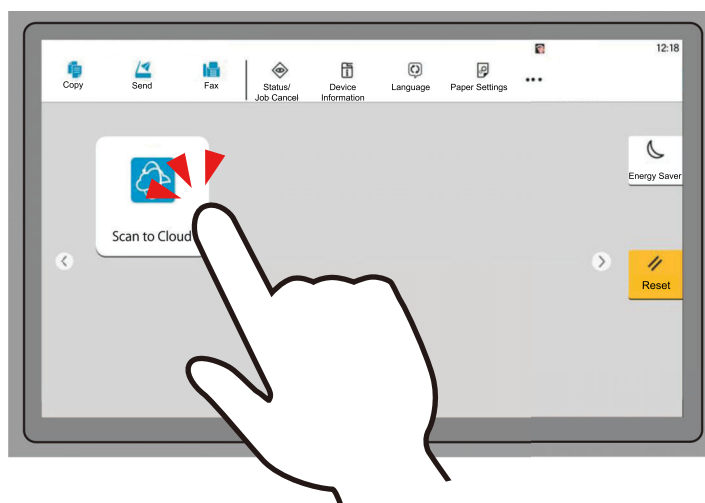 12:18
Copy
Send
Fax
Status/
Job Cancel
Device
Information
Language
Paper Settings
Energy Saver
Scan to Cloud
Reset